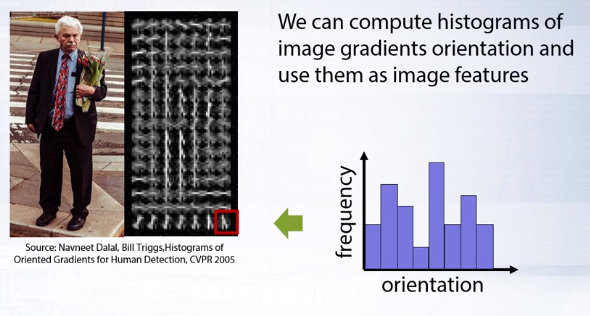 We can compute histograms of
image gradients orientation and
use them as image features
frequency
orientation
Source: Navneet Dalal, Bill Triggs,Histograms of
Oriented Gradients for Human Detection, CVPR 2005